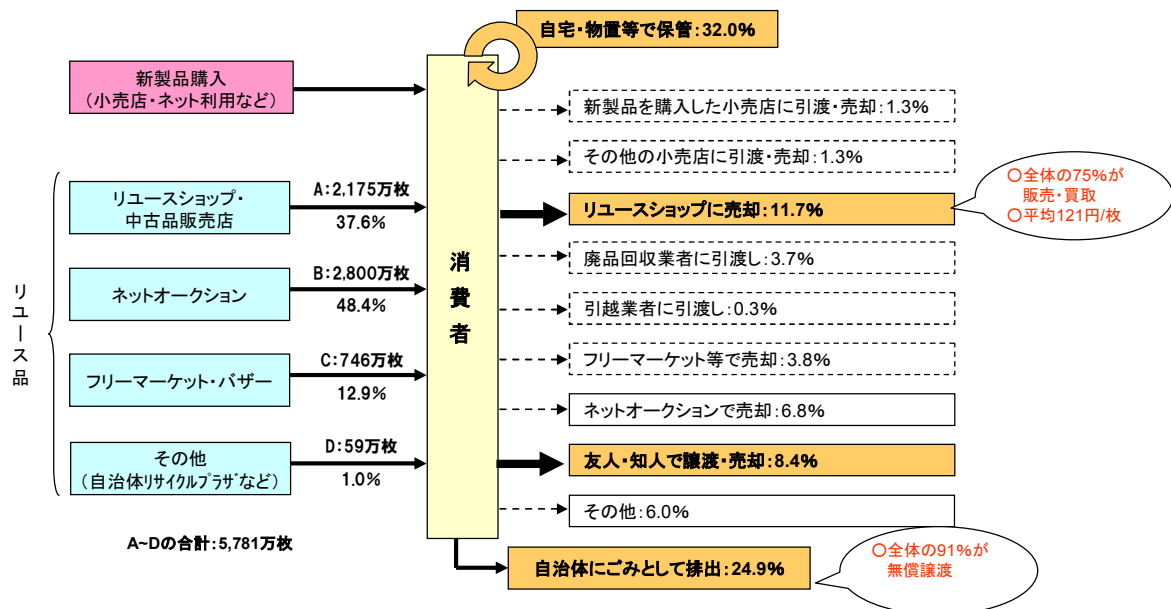 自宅・物置等で保管：32.0%
新製品購入
（小売店・ネット利用など）
新製品を購入した小売店に引渡・売却：1.3%
その他の小売店に引渡・売却：1.3%
リユース品
リユースショップ・
中古品販売店
A：2,175万枚
37.6%
リユースショップに売却：11.7%
○全体の75%が
販売・買取
○平均121円/枚
消費者
廃品回収業者に引渡し：3.7%
ネットオークション
B：2,800万枚
48.4%
引越業者に引渡し：0.3%
フリーマーケット・バザー
C：746万枚
12.9%
フリーマーケット等で売却：3.8%
ネットオークションで売却：6.8%
その他
（自治体ﾘｻｲｸﾙﾌﾟﾗｻﾞなど）
D：59万枚
1.0%
友人・知人で譲渡・売却：8.4%
その他：6.0%
A~Dの合計：5,781万枚
自治体にごみとして排出：24.9%
○全体の91%が
無償譲渡